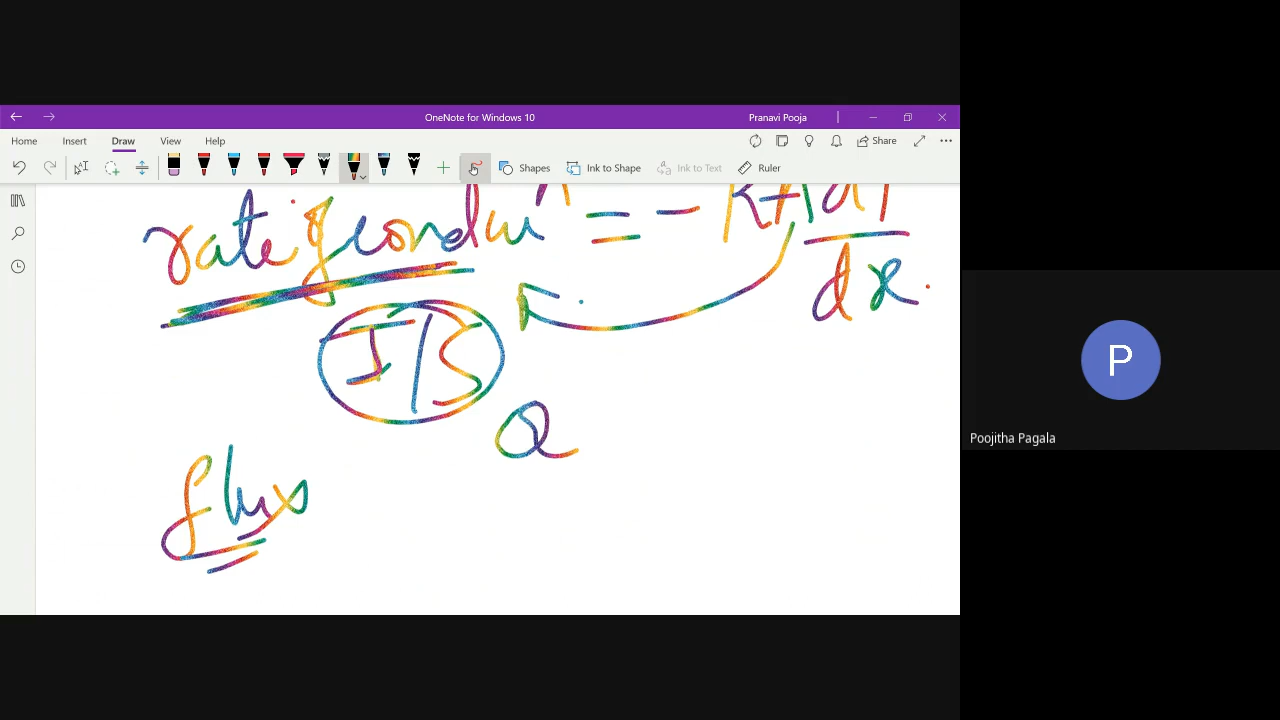 OneNote for Windows 10
Pranavi Pooja
Home Insert Draw View Help
Share
Shapes Ink to Shape Ink to Text Ruler
rate of condun = - KA dT
dx.
J/S
Q
flux
P
Poojitha Pagala